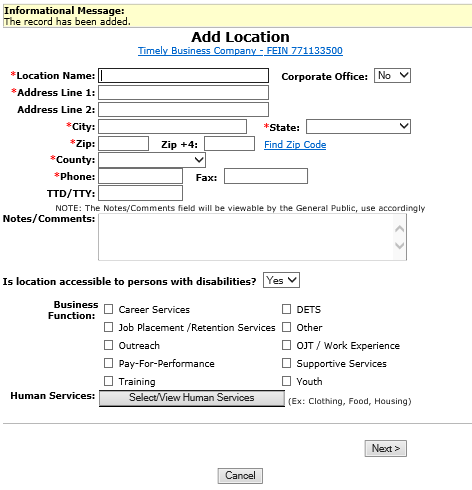 Informational Message:
The record has been added.
Add Location
Timely Business Company - FEIN 771133500
*Location Name: Corporate Office: No
*Address Line 1:
Address Line 2:
*City: *State:
*Zip: Zip +4: Find Zip Code
*County:
*Phone: Fax:
TTD/TTY:
NOTE: The Notes/Comments field will be viewable by the General Public, use accordingly
Notes/Comments:
Is location accessible to persons with disabilities? Yes
Business Function:
Career Services DETS
Job Placement /Retention Services Other
Outreach OJT / Work Experience
Pay-For-Performance Supportive Services
Training Youth
Human Services: Select/View Human Services (Ex: Clothing, Food, Housing)
Next >
Cancel